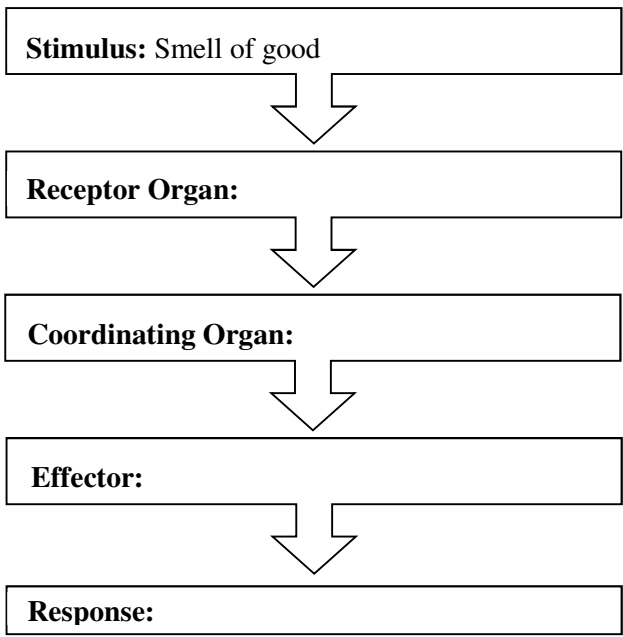 Stimulus: Smell of good
Receptor Organ:
Coordinating Organ:
Effector:
Response: